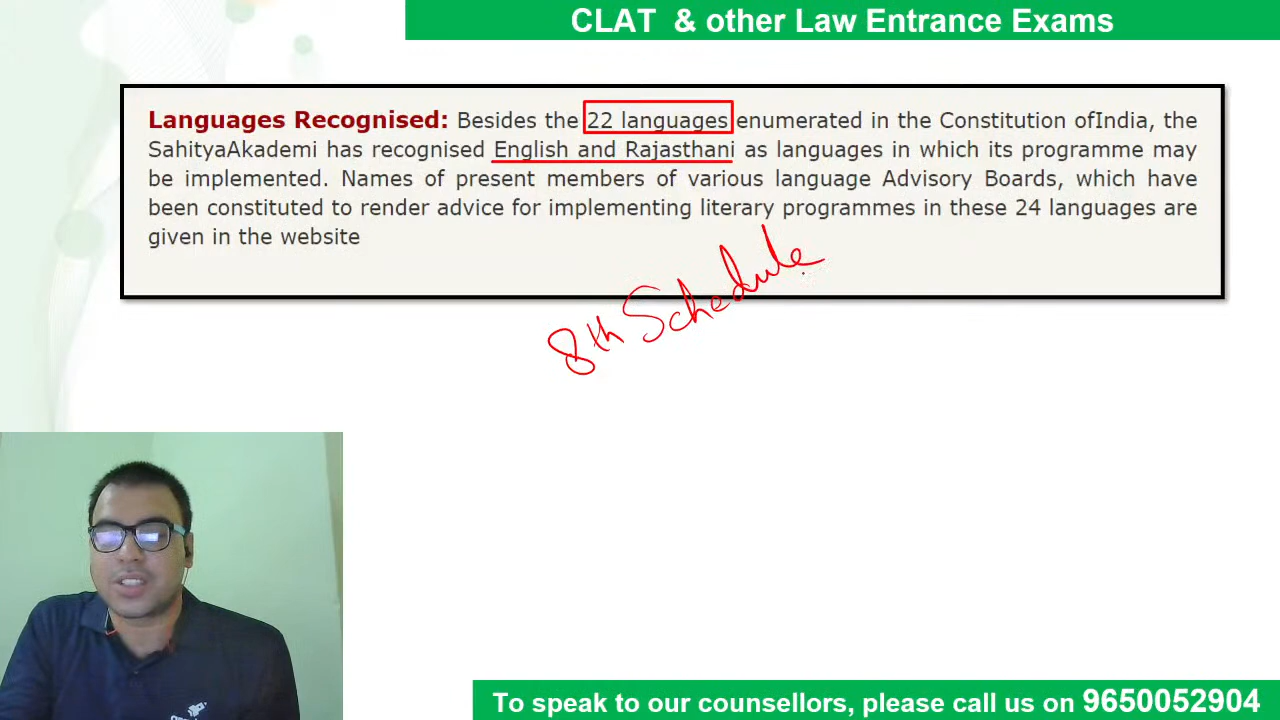 CLAT & other Law Entrance Exams
Languages Recognised: Besides the 22 languages enumerated in the Constitution ofIndia, the
SahityaAkademi has recognised English and Rajasthani as languages in which its programme may
be implemented. Names of present members of various language Advisory Boards, which have
been constituted to render advice for implementing literary programmes in these 24 languages are
given in the website
8th Schedule
To speak to our counsellors, please call us on 9650052904